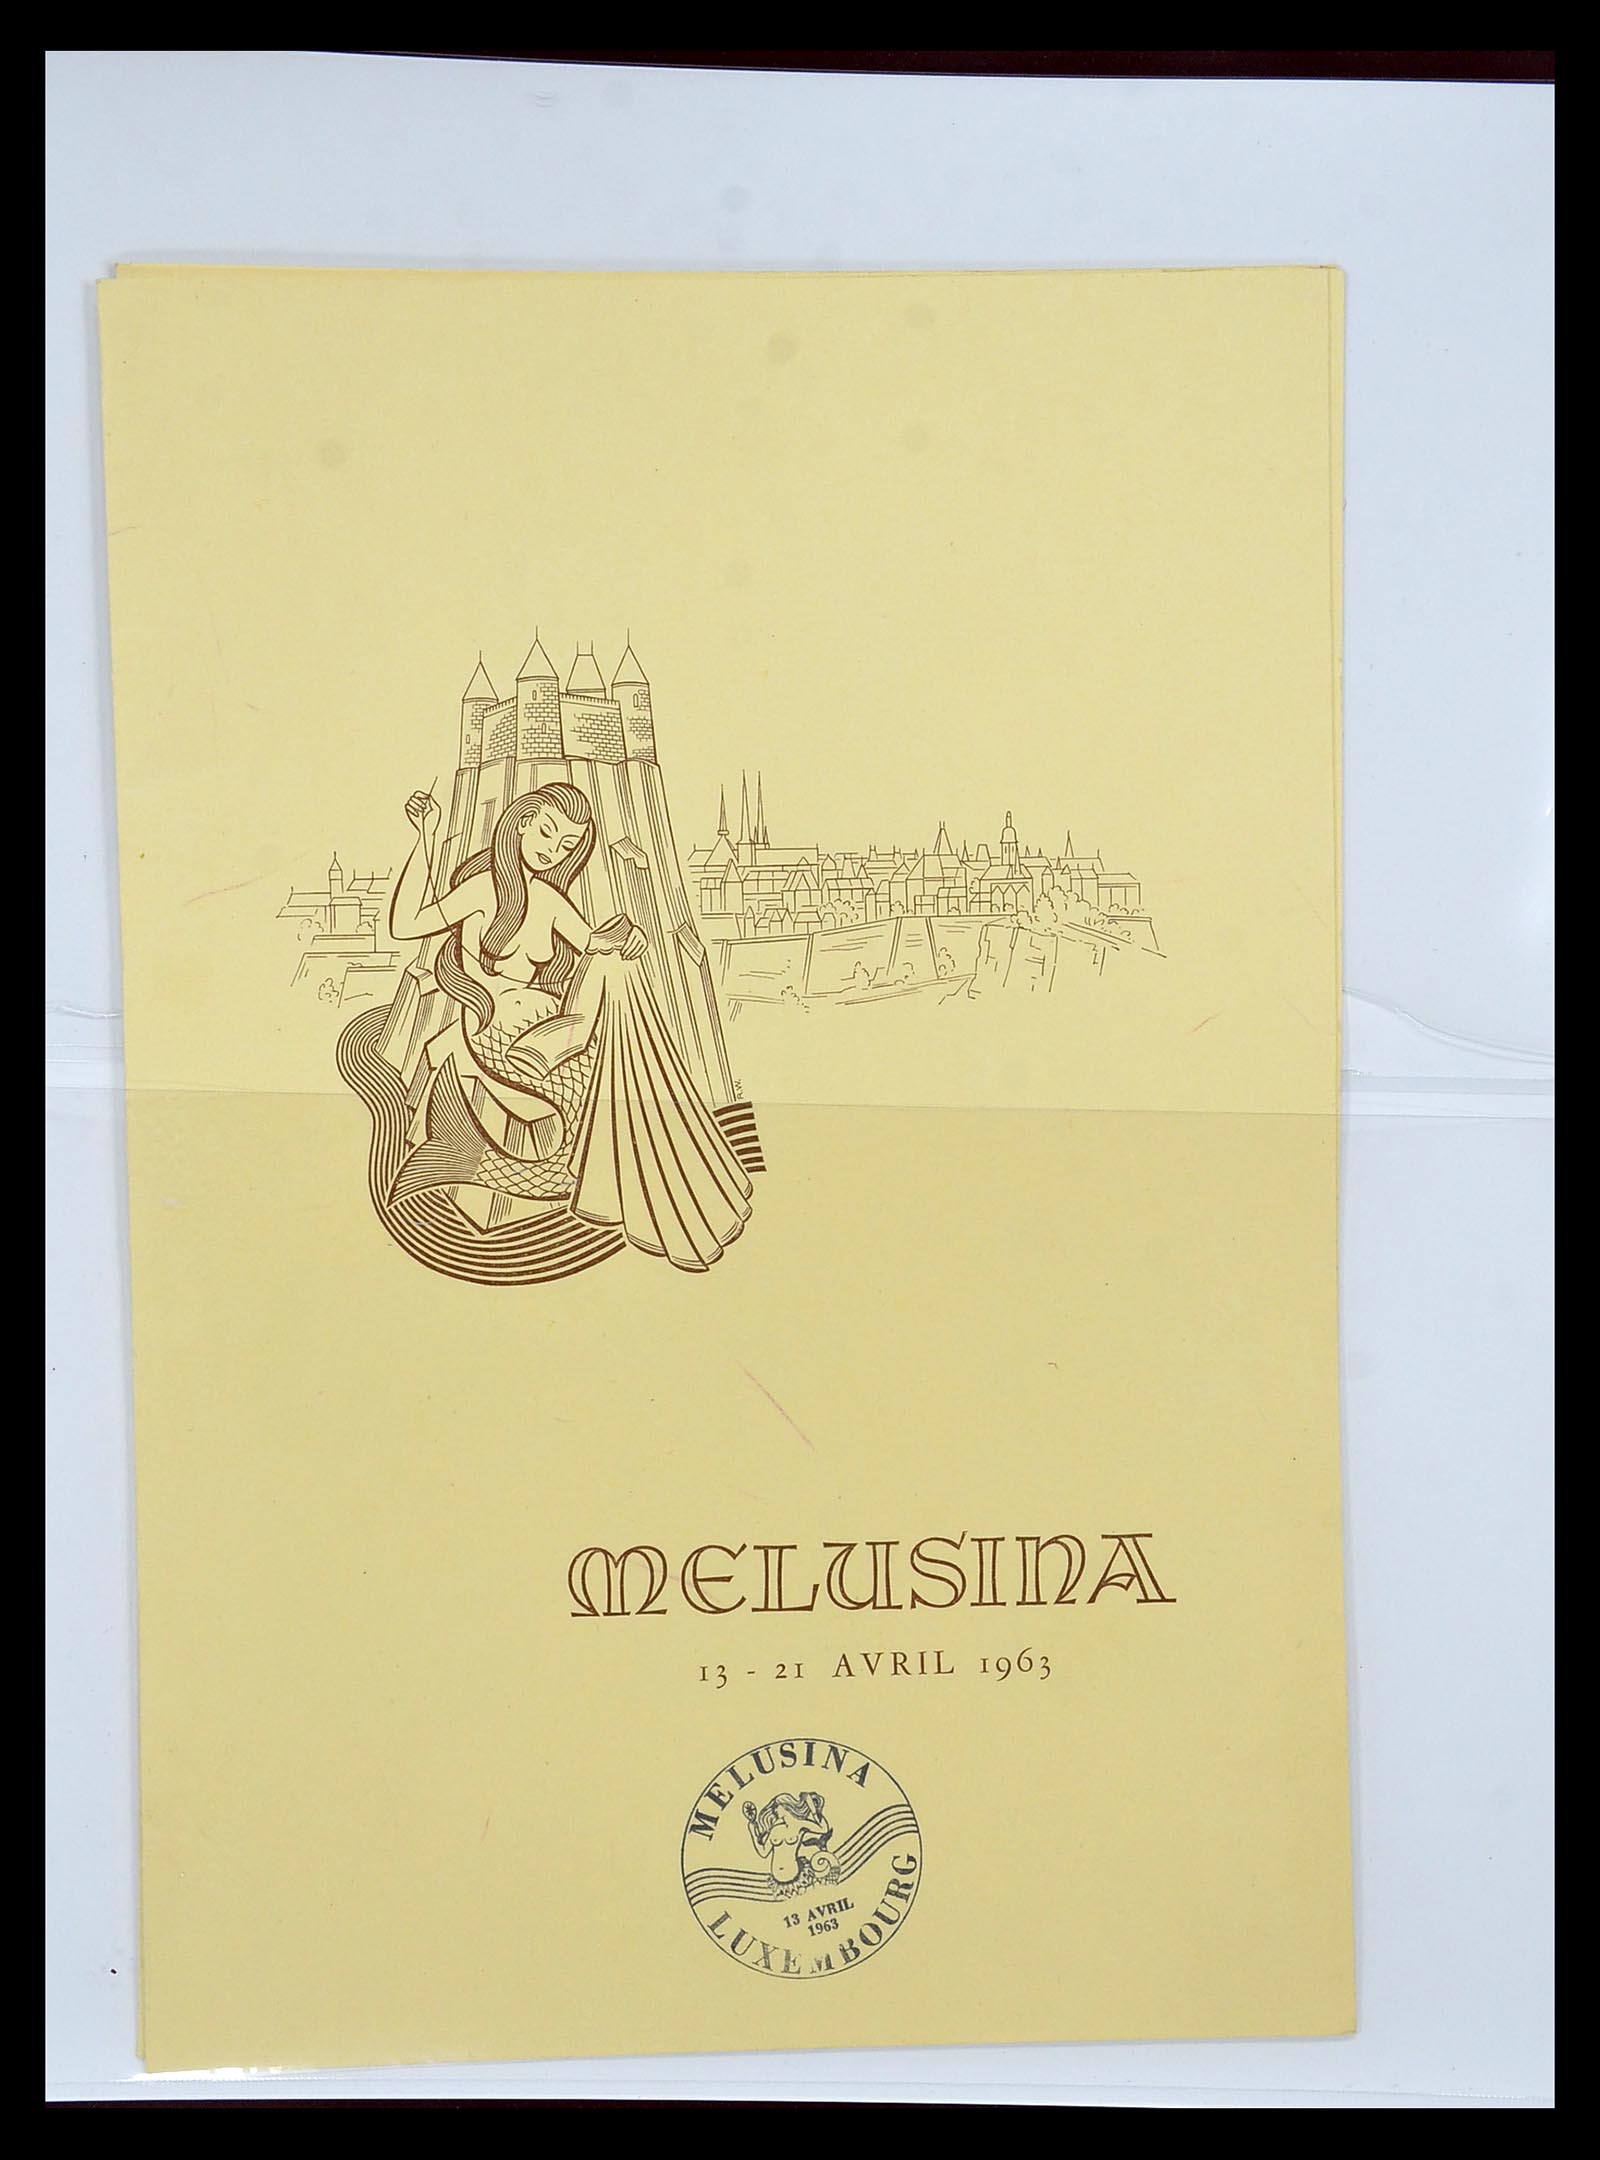 R.W.
MELUSINA
13 - 21 AVRIL 1963
MELUSINA
13 AVRIL
1963
LUXEMBOURG